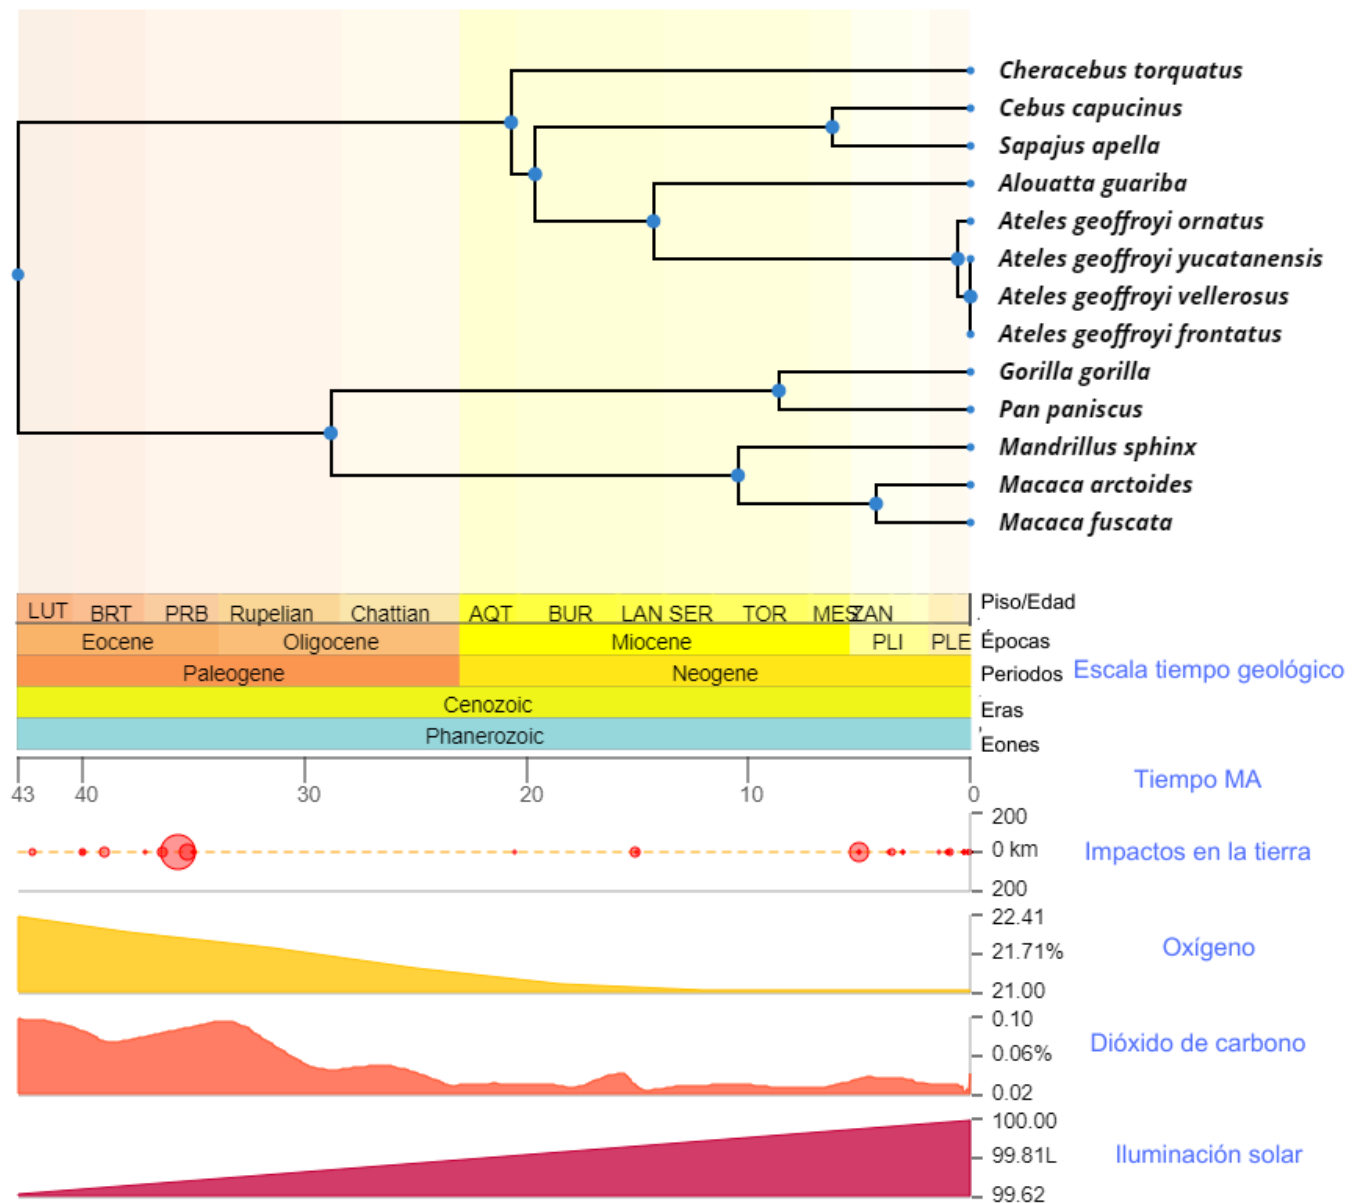 Cheracebus torquatus
Cebus capucinus
Sapajus apella
Alouatta guariba
Ateles geoffroyi ornatus
Ateles geoffroyi yucatanensis
Ateles geoffroyi vellerosus
Ateles geoffroyi frontatus
Gorilla gorilla
Pan paniscus
Mandrillus sphinx
Macaca arctoides
Macaca fuscata
LUT BRT PRB Rupelian Chattian AQT BUR LAN SER TOR MES ZAN Piso/Edad
Eocene Oligocene Miocene PLI PLE Épocas
Paleogene Neogene Periodos Escala tiempo geológico
Cenozoic Eras
Phanerozoic Eones
43 40 30 20 10 0 Tiempo MA
200
0 km Impactos en la tierra
200
22.41
21.71% Oxígeno
21.00
0.10
0.06% Dióxido de carbono
0.02
100.00
99.81L Iluminación solar
99.62